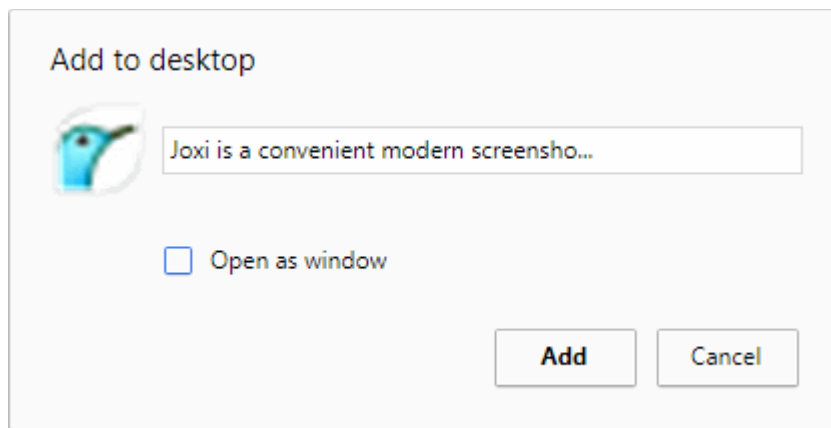 Add to desktop
Joxi is a convenient modern screensho...
Open as window
Add Cancel